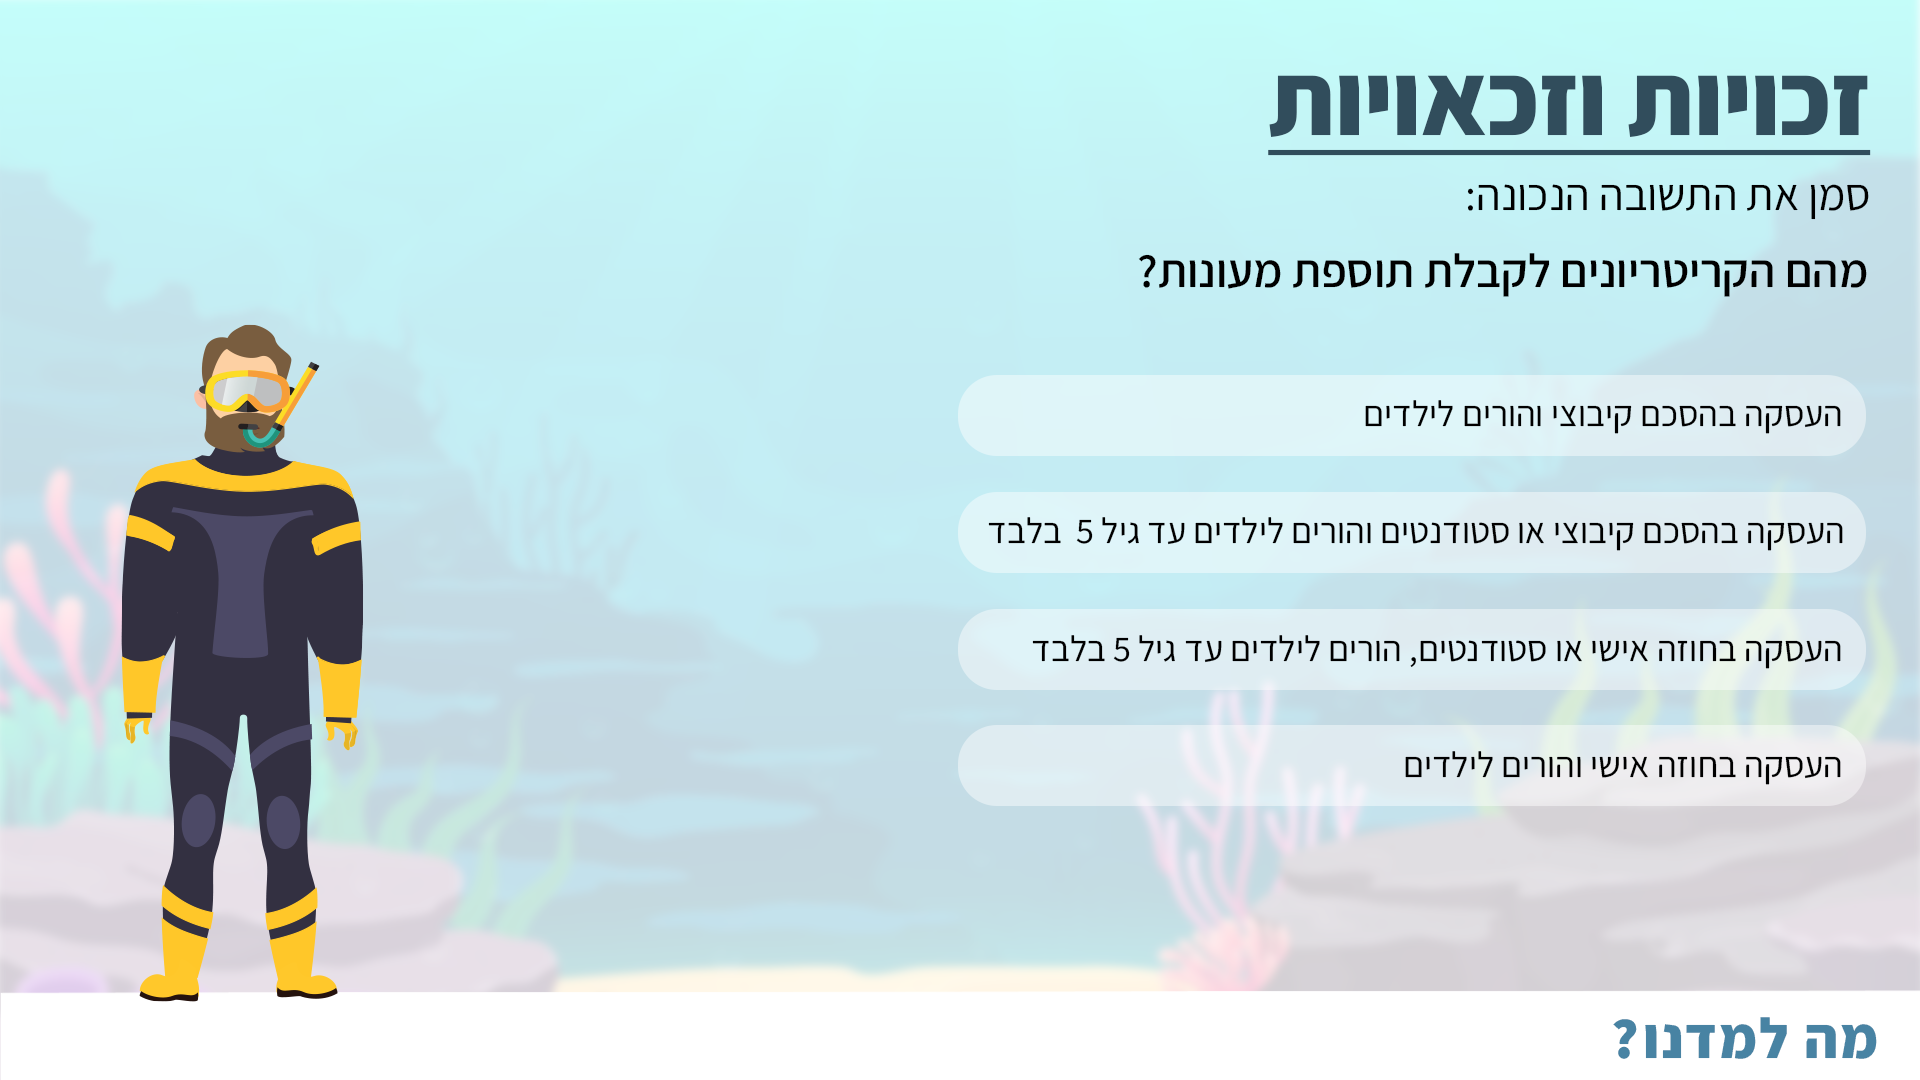 זכויות וזכאויות
סמן את התשובה הנכונה:
מהם הקריטריונים לקבלת תוספת מעונות?
העסקה בהסכם קיבוצי והורים לילדים
העסקה בהסכם קיבוצי או סטודנטים והורים לילדים עד גיל 5 בלבד
העסקה בחוזה אישי או סטודנטים, הורים לילדים עד גיל 5 בלבד
העסקה בחוזה אישי והורים לילדים
מה למדנו?